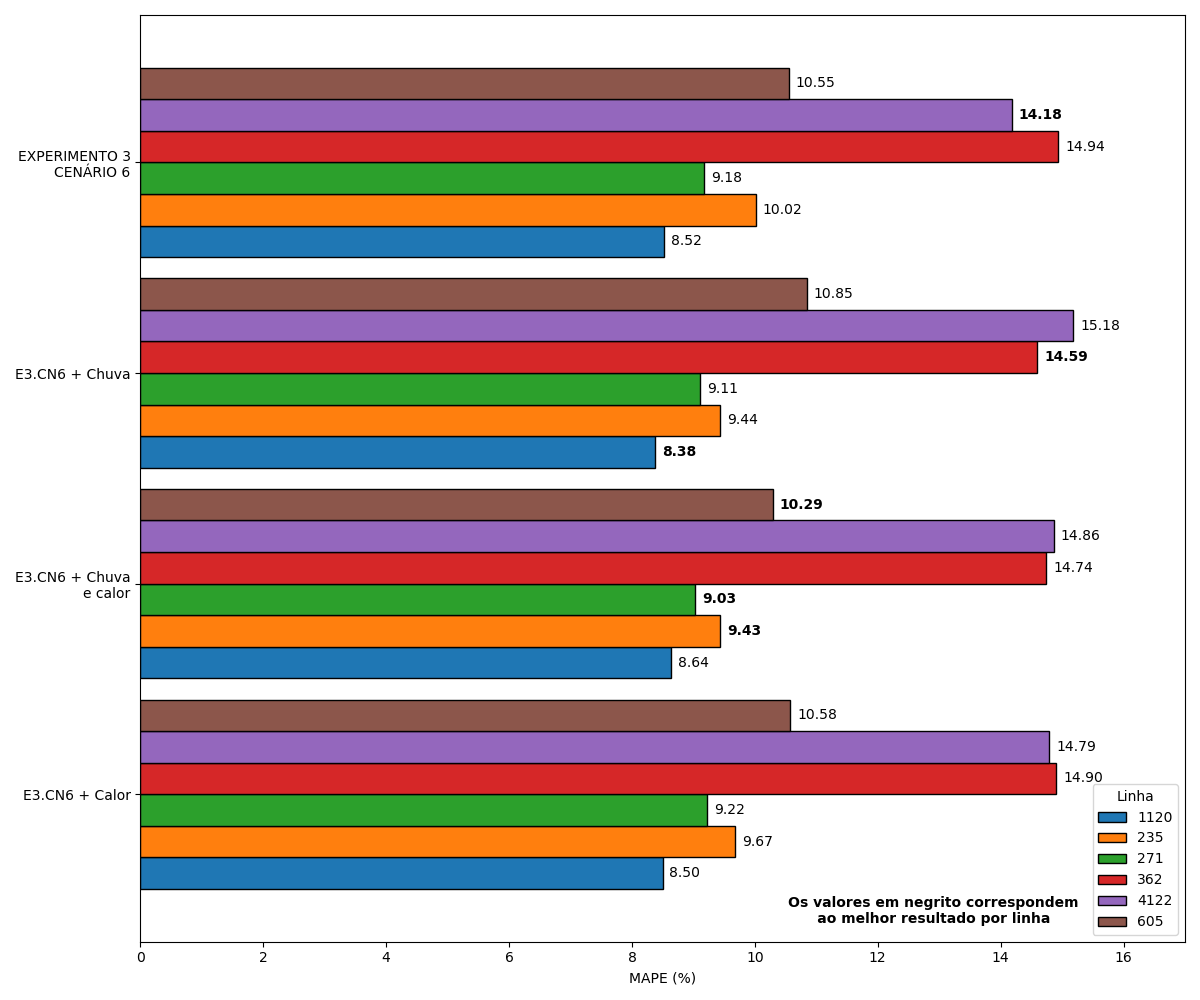 10.55
14.18
14.94
EXPERIMENTO 3
CENÁRIO 6
9.18
10.02
8.52
10.85
15.18
14.59
E3.CN6 + Chuva
9.11
9.44
8.38
10.29
14.86
14.74
E3.CN6 + Chuva
e calor
9.03
9.43
8.64
10.58
14.79
14.90
E3.CN6 + Calor
9.22
9.67
8.50
Linha
1120
235
271
362
4122
605
Os valores em negrito correspondem
ao melhor resultado por linha
0 2 4 6 8 10 12 14 16
MAPE (%)